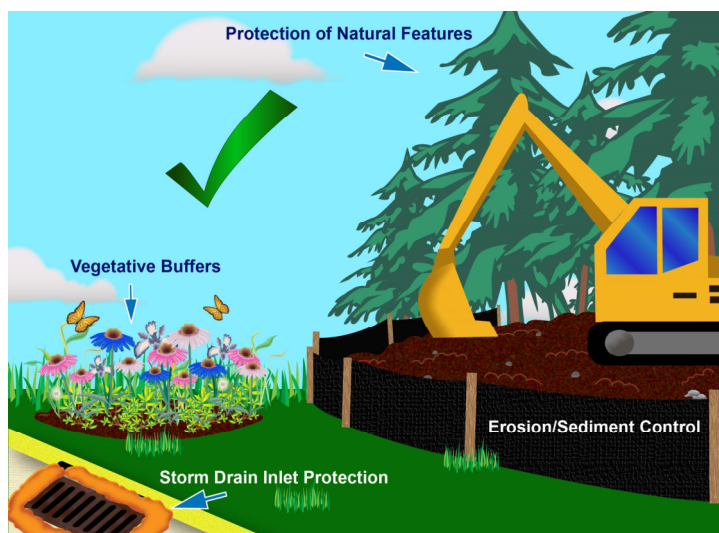 Protection of Natural Features
Vegetative Buffers
Erosion/Sediment Control
Storm Drain Inlet Protection